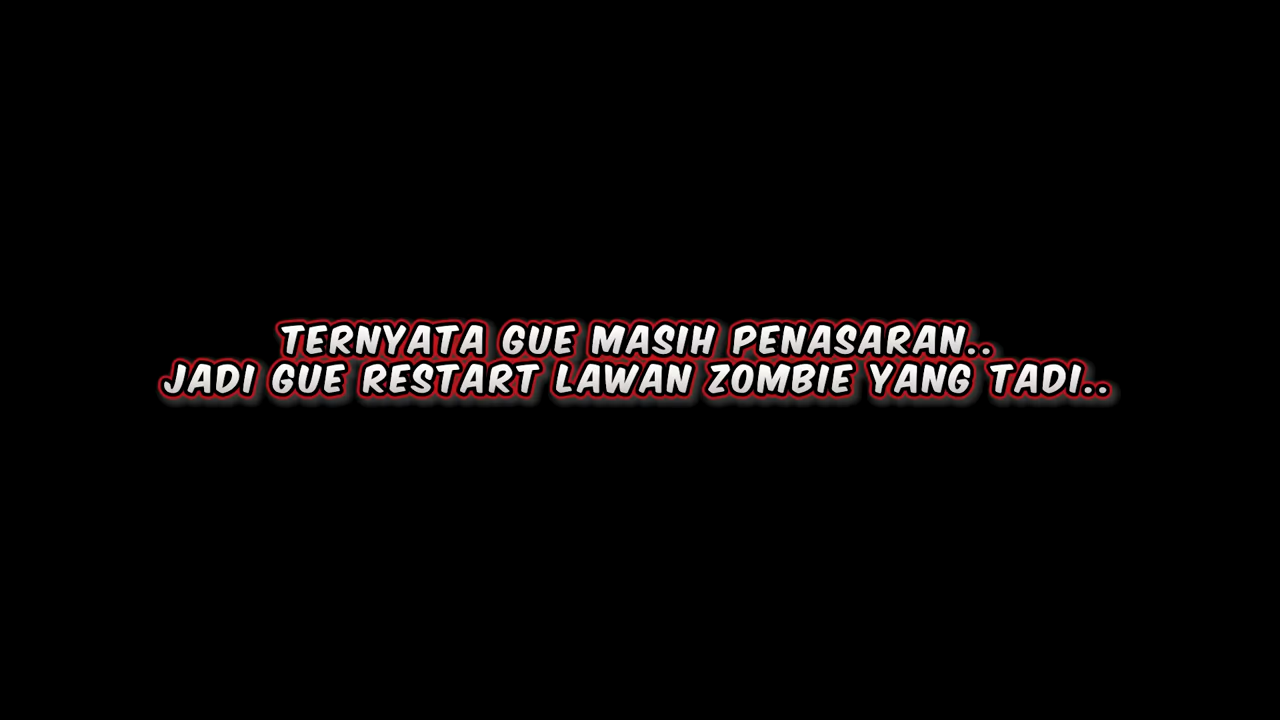 TERNYATA GUE MASIH PENASARAN..
JADI GUE RESTART LAWAN ZOMBIE YANG TADI..